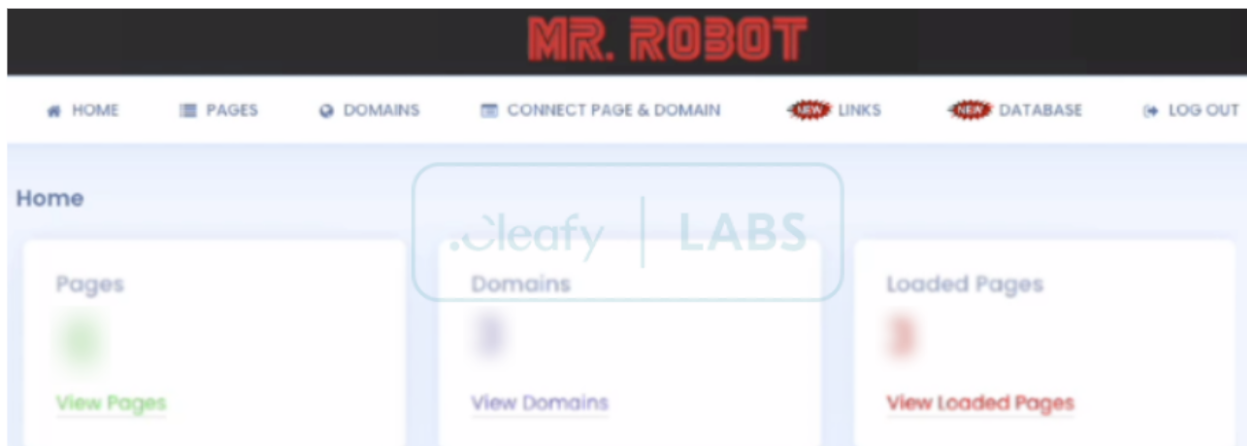 MR. ROBOT
HOME PAGES DOMAINS CONNECT PAGE & DOMAIN NEW LINKS NEW DATABASE LOG OUT
Home
.cleafy | LABS
Pages Domains Loaded Pages
View Pages View Domains View Loaded Pages